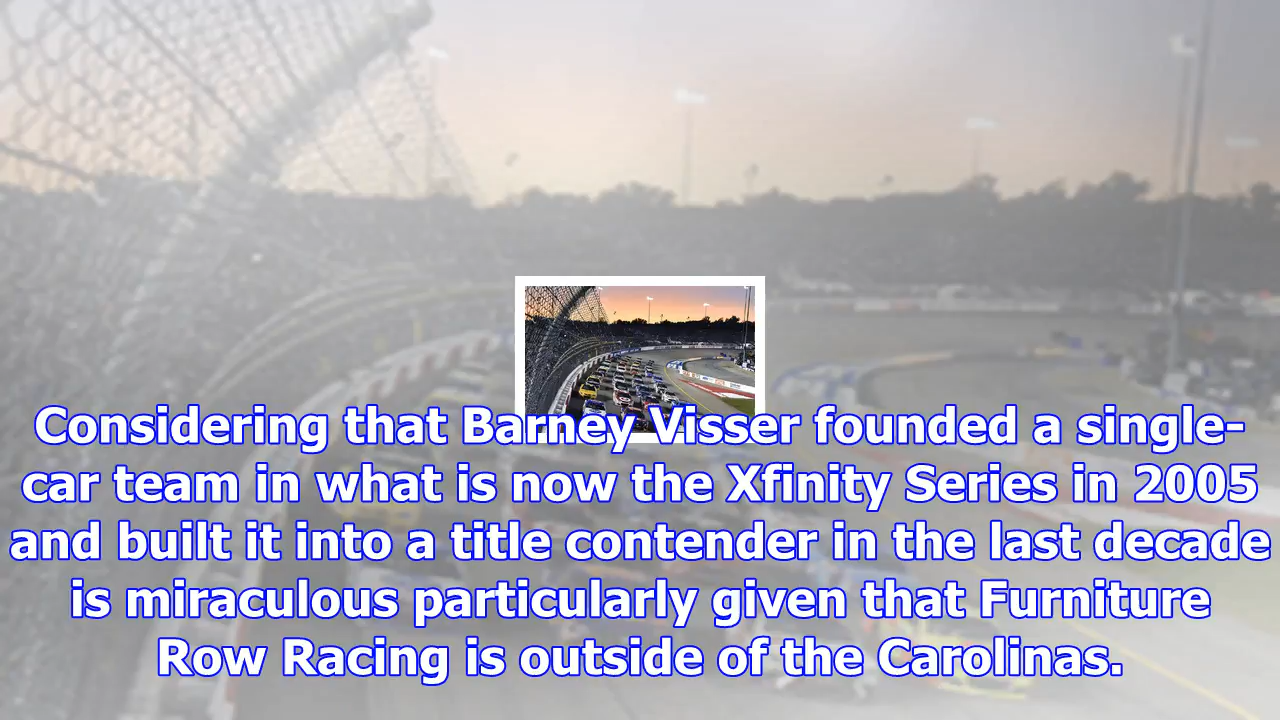 Considering that Barney Visser founded a single-
car team in what is now the Xfinity Series in 2005
and built it into a title contender in the last decade
is miraculous particularly given that Furniture
Row Racing is outside of the Carolinas.